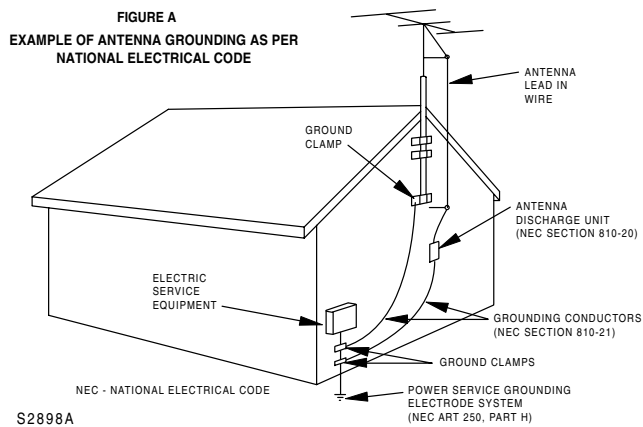 FIGURE A
EXAMPLE OF ANTENNA GROUNDING AS PER
NATIONAL ELECTRICAL CODE
ANTENNA
LEAD IN
WIRE
GROUND
CLAMP
ANTENNA
DISCHARGE UNIT
(NEC SECTION 810-20)
ELECTRIC
SERVICE
EQUIPMENT
GROUNDING CONDUCTORS
(NEC SECTION 810-21)
GROUND CLAMPS
NEC - NATIONAL ELECTRICAL CODE
POWER SERVICE GROUNDING
ELECTRODE SYSTEM
(NEC ART 250, PART H)
S2898A